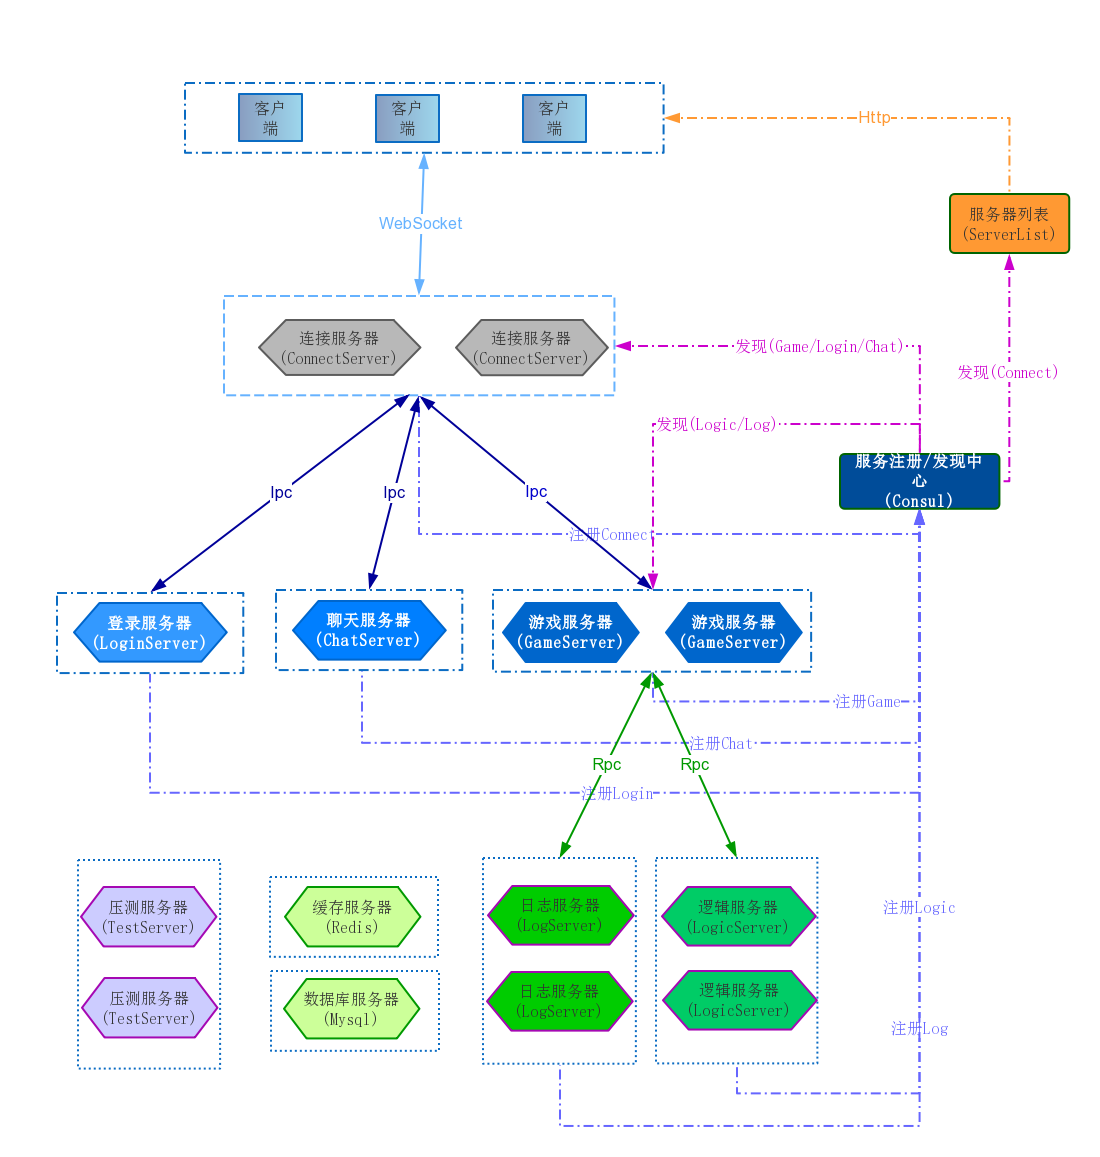 客户
端
客户
端
客户
端
Http
服务器列表
(ServerList)
WebSocket
连接服务器
(ConnectServer)
连接服务器
(ConnectServer)
发现(Game/Login/Chat)
发现(Connect)
发现(Logic/Log)
服务注册/发现中
心
(Consul)
Ipc
Ipc
Ipc
注册Connect
登录服务器
(LoginServer)
聊天服务器
(ChatServer)
游戏服务器
(GameServer)
游戏服务器
(GameServer)
注册Game
注册Chat
Rpc
Rpc
注册Login
压测服务器
(TestServer)
缓存服务器
(Redis)
日志服务器
(LogServer)
逻辑服务器
(LogicServer)
注册Logic
压测服务器
(TestServer)
数据库服务器
(Mysql)
日志服务器
(LogServer)
逻辑服务器
(LogicServer)
注册Log